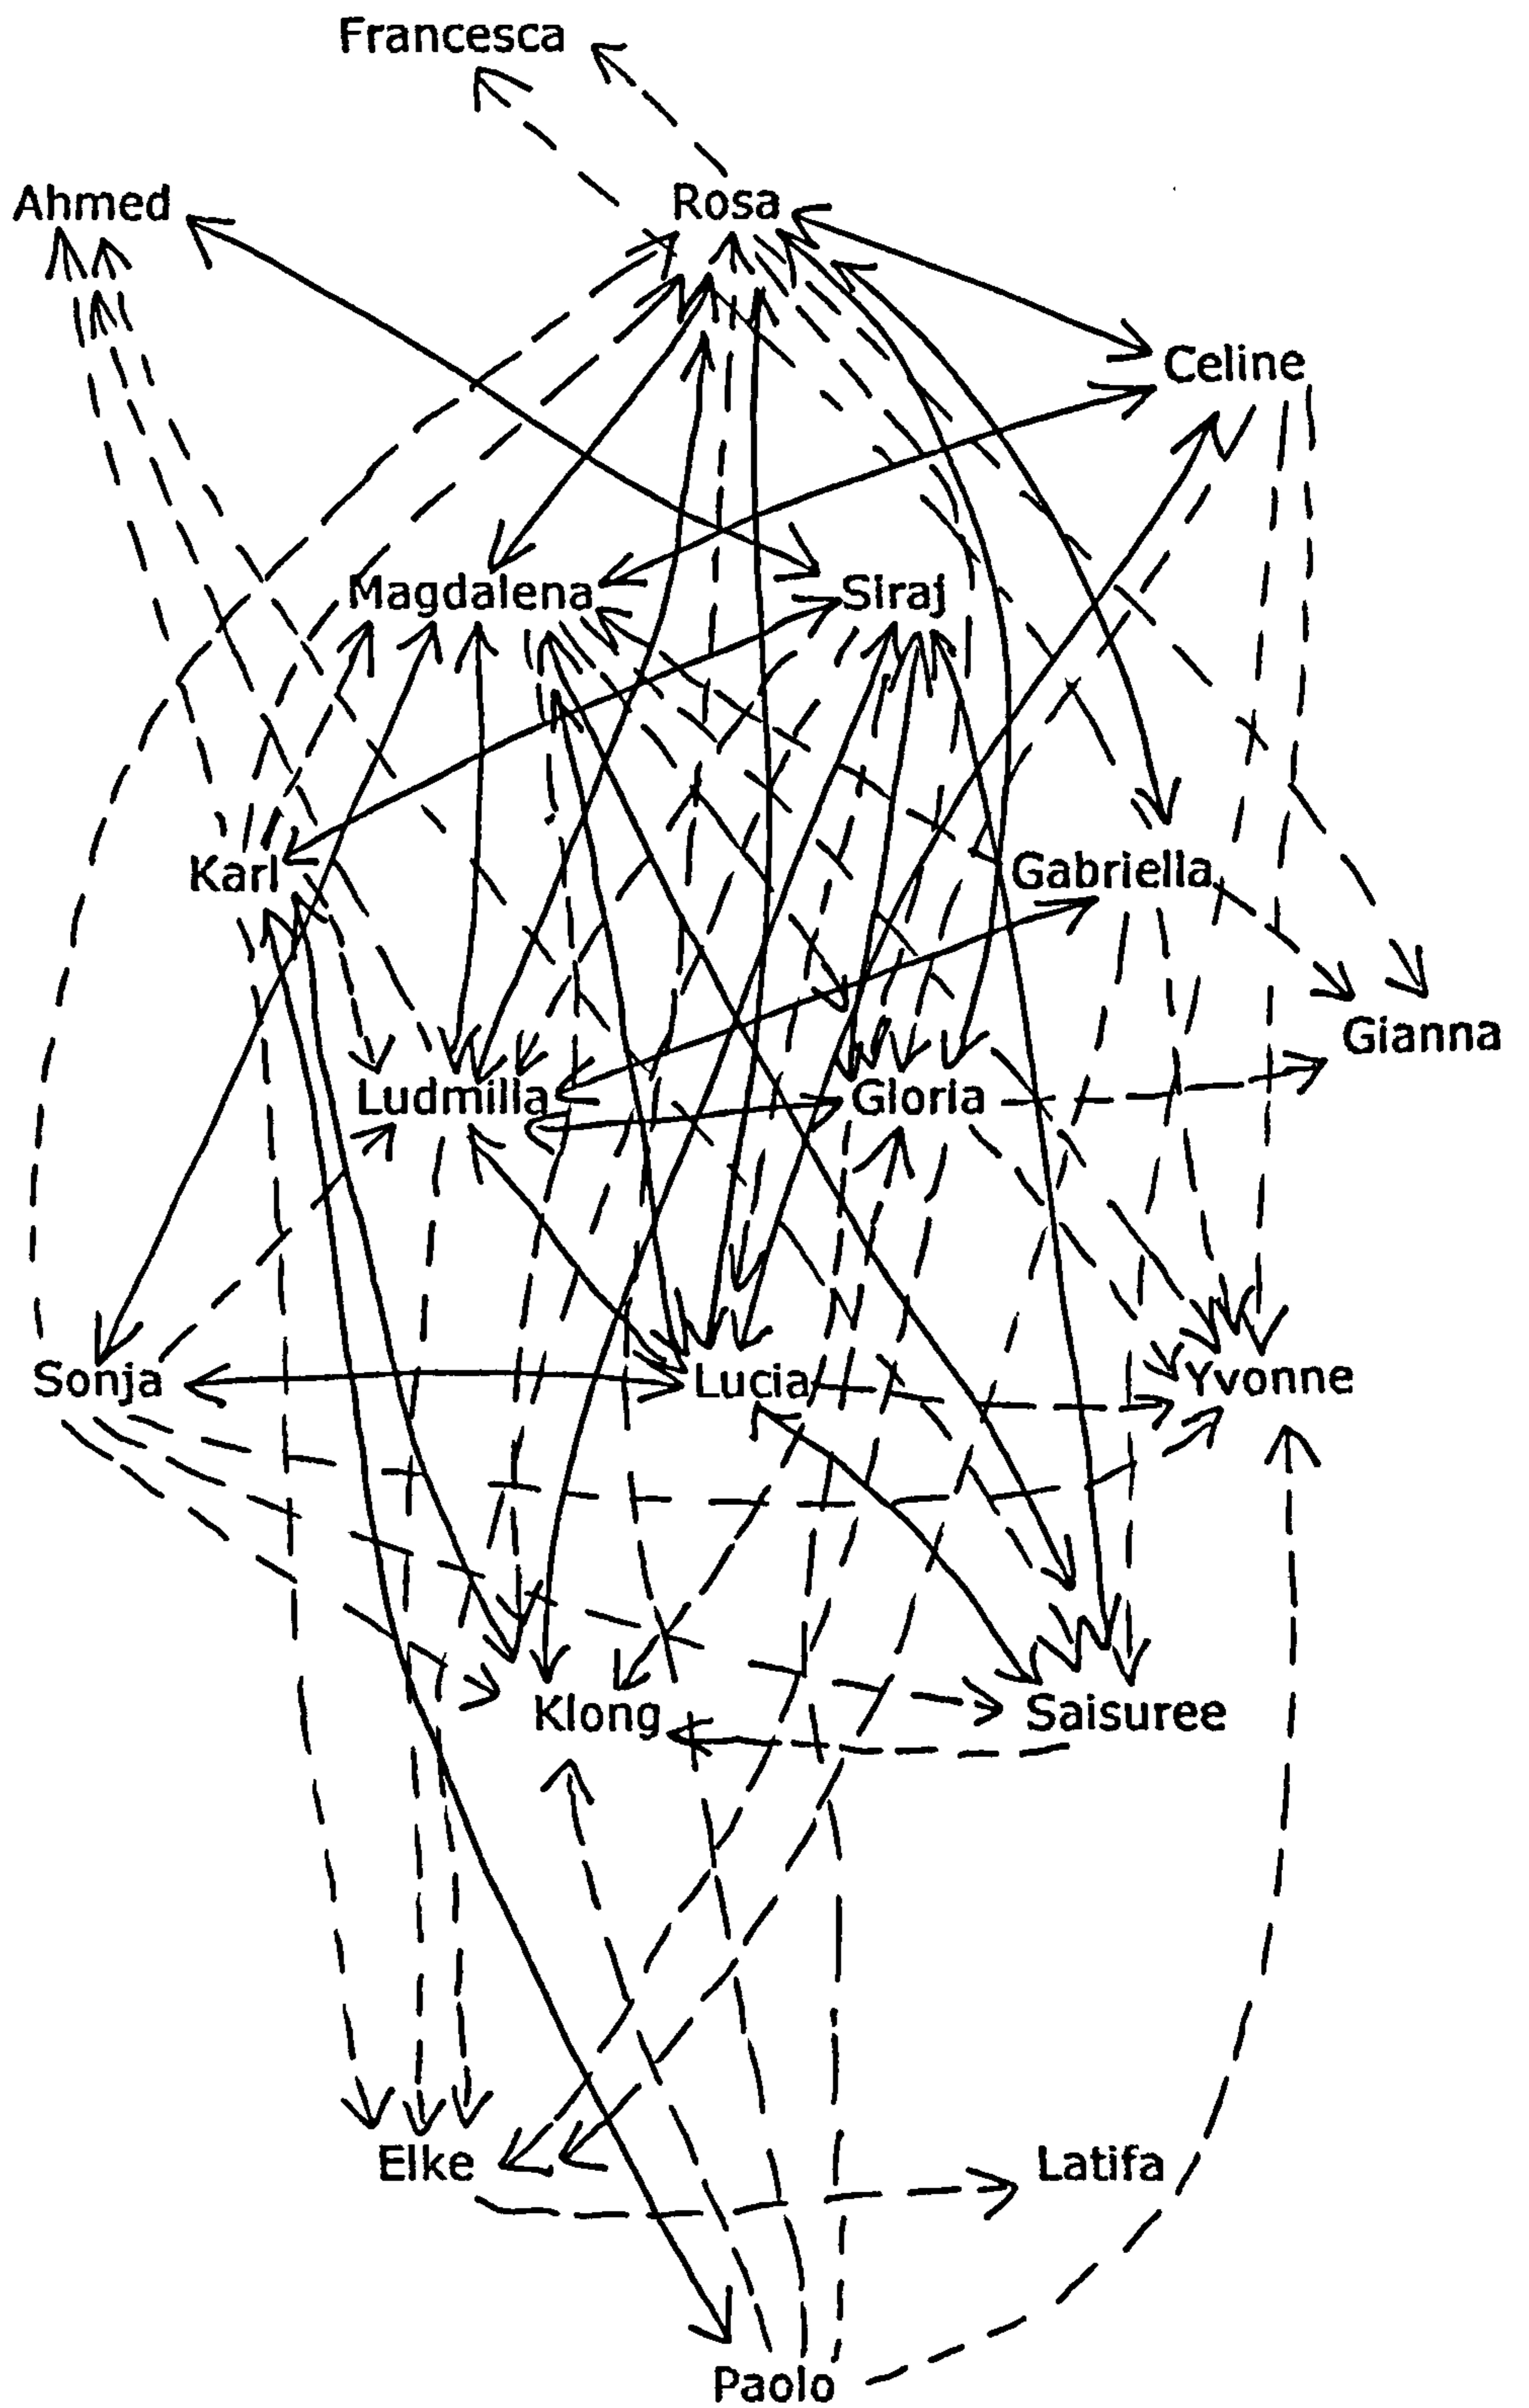 Francesca
Ahmed
Rosa
Celine
Magdalena
Siraj
Karl
Gabriella
Gianna
Ludmilla
Gloria
Sonja
Lucia
Yvonne
Klong
Saisuree
Elke
Latifa
Paolo